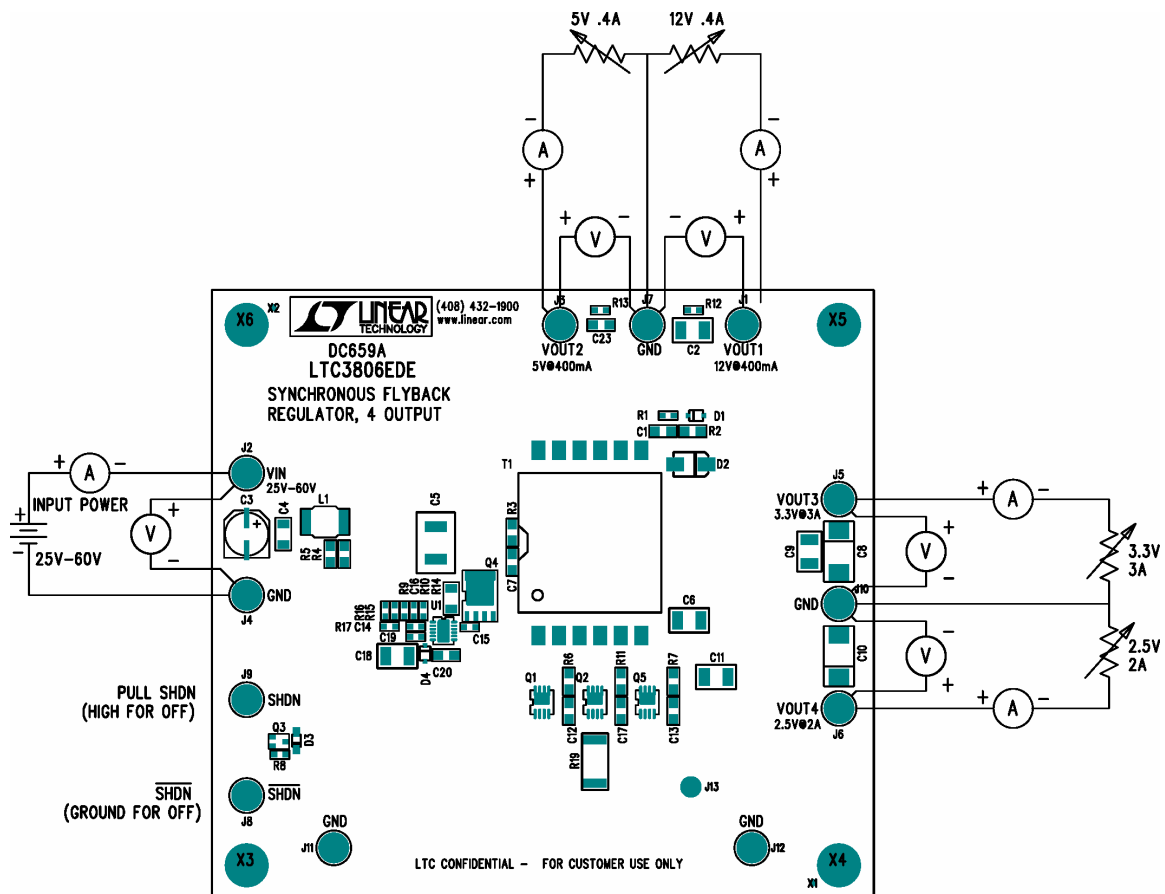 5V .4A
12V .4A
-
-
A
A
+
+
+
-
-
+
V
V
X6
X12
LINEAR
TECHNOLOGY
(408) 432-1900
www.linear.com
R13
J7
R12
J1
X5
C23
C2
VOUT2
5V@400mA
GND
VOUT1
12V@400mA
DC659A
LTC3806EDE
SYNCHRONOUS FLYBACK
REGULATOR, 4 OUTPUT
R1
D1
C1
R2
D2
T1
J2
VIN
25V-60V
+
A
-
INPUT POWER
+
-
25V-60V
+
V
-
C3
+
C4
L1
R5
R4
C5
R3
C7
Q4
J5
VOUT3
3.3V@3A
+
A
-
+
V
-
3.3V
3A
C9
C8
GND
J10
GND
J4
R9
C16
R10
R14
U1
R16
R15
R17
C14
C19
C15
C18
D4
C20
C6
C11
C10
-
V
+
2.5V
2A
VOUT4
2.5V@2A
J6
+
A
-
R6
R11
R7
Q1
Q2
Q5
C12
C17
C13
R19
J13
PULL SHDN
(HIGH FOR OFF)
J9
SHDN
Q3
D3
R8
SHDN
(GROUND FOR OFF)
SHDN
J8
GND
J11
GND
J12
X3
LTC CONFIDENTIAL - FOR CUSTOMER USE ONLY
X4
X11